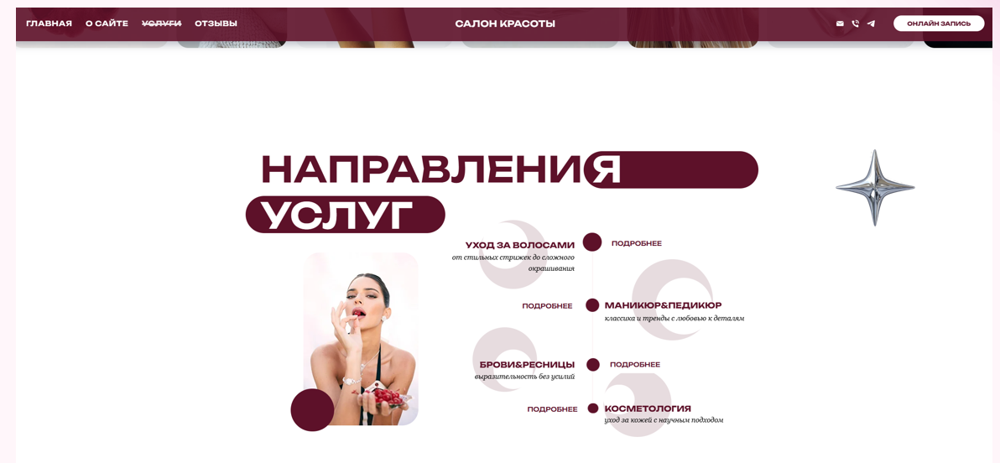 ГЛАВНАЯ О САЙТЕ УСЛУГИ ОТЗЫВЫ САЛОН КРАСОТЫ ОНЛАЙН ЗАПИСЬ
НАПРАВЛЕНИЯ
УСЛУГ
УХОД ЗА ВОЛОСАМИ ПОДРОБНЕЕ
от стильных стрижек до сложного
окрашивания
ПОДРОБНЕЕ МАНИКЮР&ПЕДИКЮР
классика и тренды с любовью к деталям
БРОВИ&РЕСНИЦЫ ПОДРОБНЕЕ
выразительность без усилий
ПОДРОБНЕЕ КОСМЕТОЛОГИЯ
уход за кожей с научным подходом